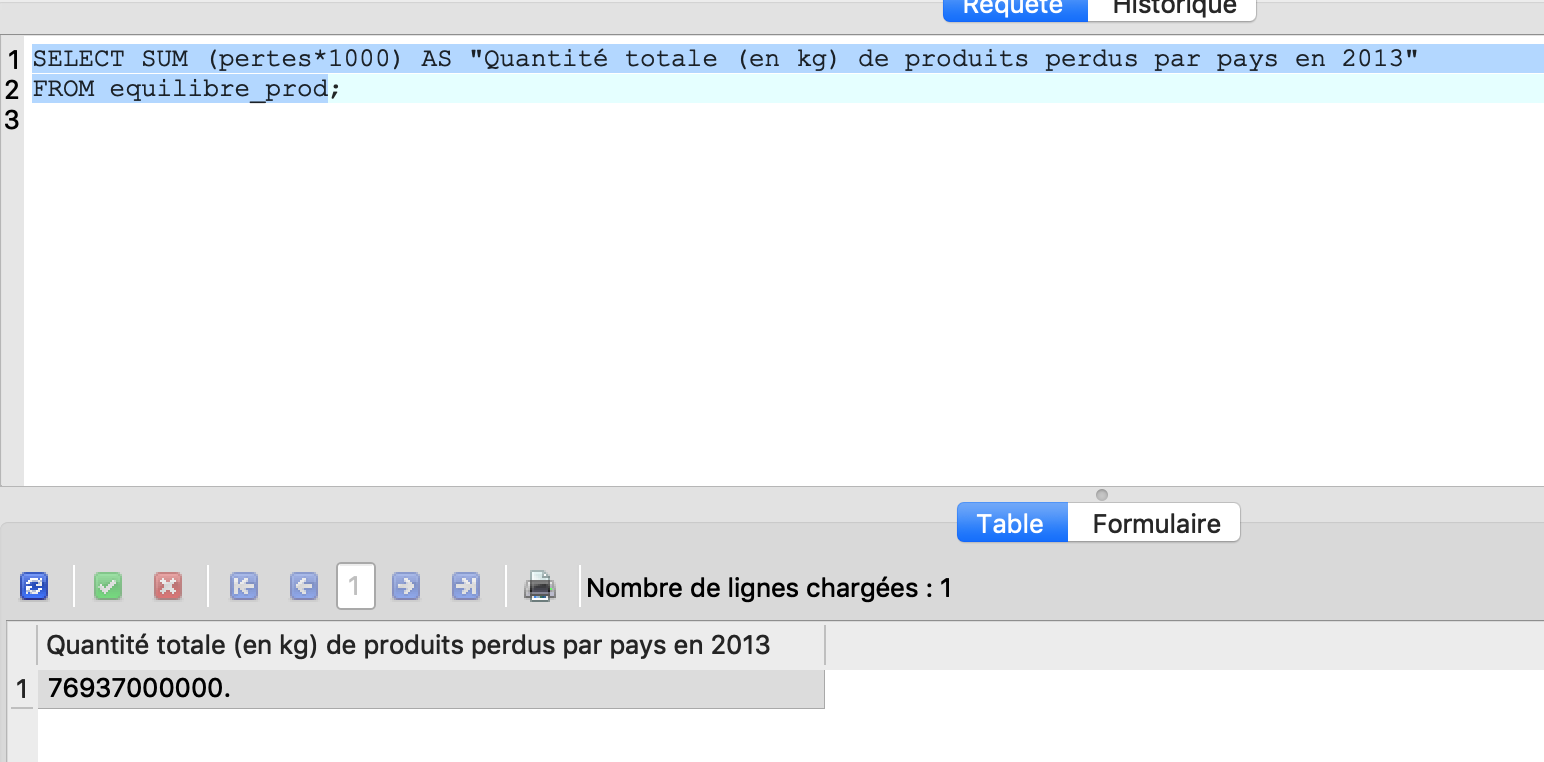 Requête Historique
1 SELECT SUM (pertes*1000) AS "Quantité totale (en kg) de produits perdus par pays en 2013"
2 FROM equilibre_prod;
3
Table Formulaire
1 Nombre de lignes chargées : 1
Quantité totale (en kg) de produits perdus par pays en 2013
1 76937000000.